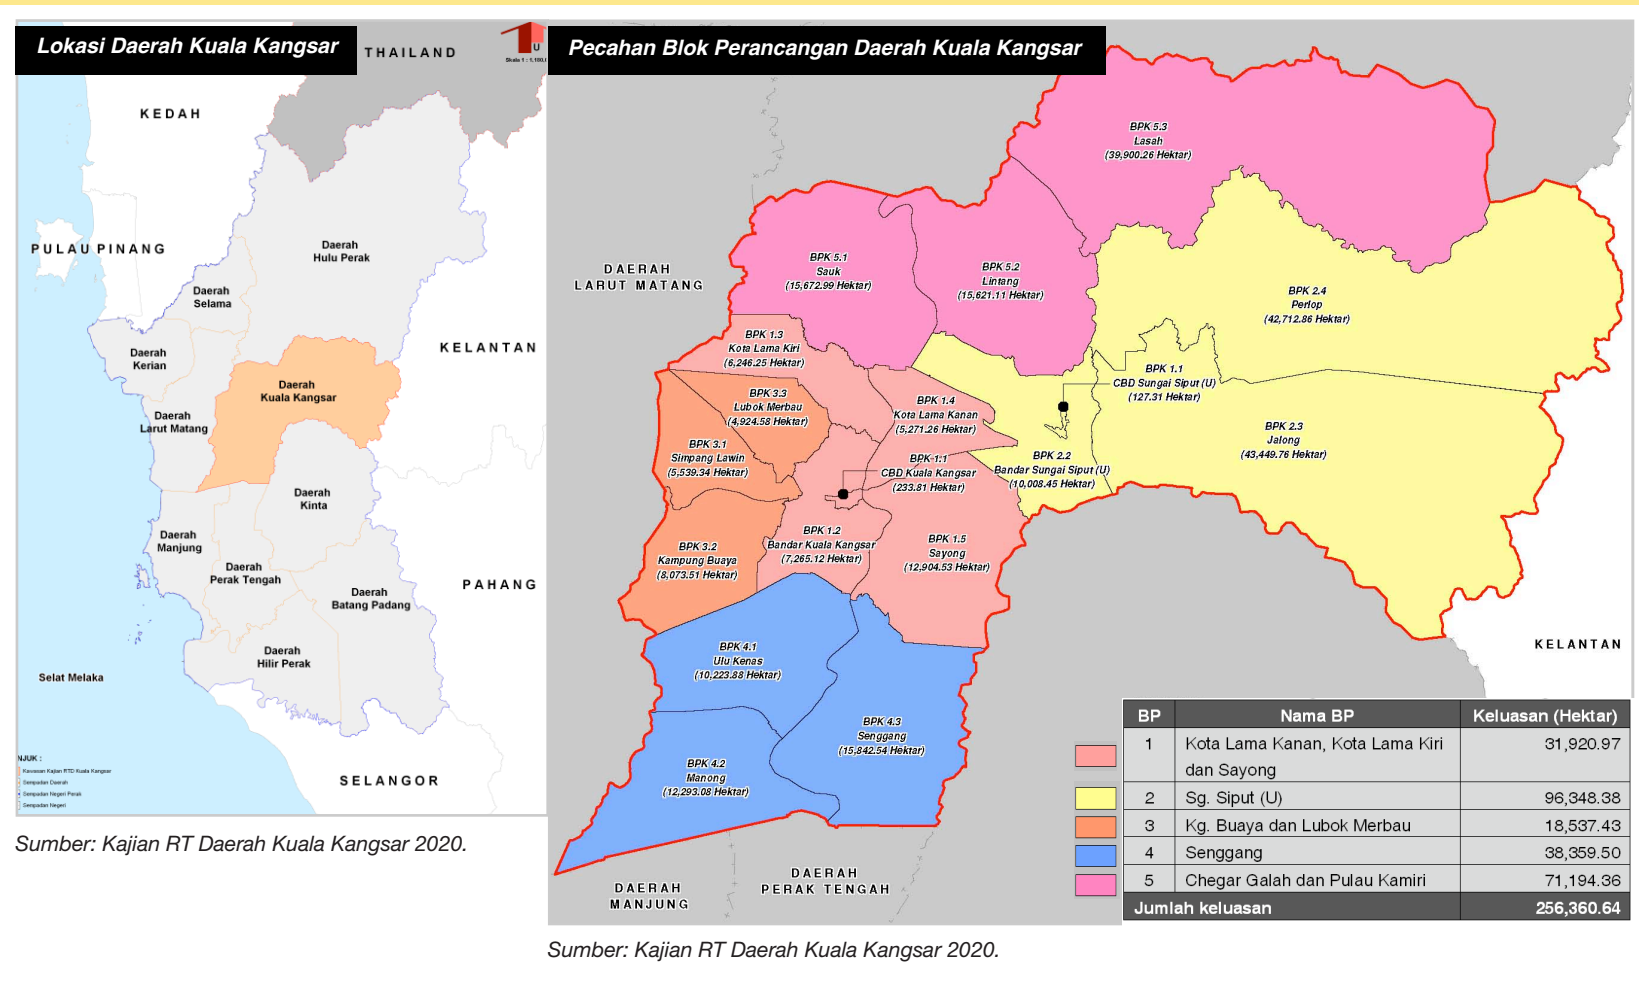 Lokasi Daerah Kuala Kangsar
U
THAILAND
KEDAH
PULAU PINANG
Daerah
Hulu Perak
Daerah
Selama
KELANTAN
Daerah
Kerian
Daerah
Kuala Kangsar
Daerah
Larut Matang
Daerah
Kinta
Daerah
Manjung
Daerah
Perak Tengah
PAHANG
Daerah
Batang Padang
Daerah
Hilir Perak
Selat Melaka
SELANGOR
NJUK :
Kawasan Kajian RTD Kuala Kangsar
Sempadan Daerah
Sempadan Negeri Perak
Sempadan Negeri
Sumber: Kajian RT Daerah Kuala Kangsar 2020.
Pecahan Blok Perancangan Daerah Kuala Kangsar
BPK 5.3
Lasah
(39,900.26 Hektar)
DAERAH
LARUT MATANG
BPK 5.1
Sauk
(15,672.99 Hektar)
BPK 5.2
Lintang
(15,621.11 Hektar)
BPK 2.4
Perlop
(42,712.86 Hektar)
BPK 1.3
Kota Lama Kiri
(6,246.25 Hektar)
BPK 1.1
CBD Sungai Siput (U)
(127.31 Hektar)
BPK 3.3
Lubok Merbau
(4,924.58 Hektar)
BPK 1.4
Kota Lama Kanan
(5,271.26 Hektar)
BPK 2.3
Jalong
(43,449.76 Hektar)
BPK 3.1
Simpang Lawin
(5,539.34 Hektar)
BPK 1.1
CBD Kuala Kangsar
(233.81 Hektar)
BPK 2.2
Bandar Sungai Siput (U)
(10,008.45 Hektar)
BPK 3.2
Kampung Buaya
(8,073.51 Hektar)
BPK 1.2
Bandar Kuala Kangsar
(7,265.12 Hektar)
BPK 1.5
Sayong
(12,904.53 Hektar)
BPK 4.1
Ulu Kenas
(10,223.88 Hektar)
BPK 4.3
Senggang
(15,842.54 Hektar)
BPK 4.2
Manong
(12,293.08 Hektar)
KELANTAN
DAERAH
MANJUNG
DAERAH
PERAK TENGAH
BP Nama BP Keluasan (Hektar)
1 Kota Lama Kanan, Kota Lama Kiri 31,920.97
dan Sayong
2 Sg. Siput (U) 96,348.38
3 Kg. Buaya dan Lubok Merbau 18,537.43
4 Senggang 38,359.50
5 Chegar Galah dan Pulau Kamiri 71,194.36
Jumlah keluasan 256,360.64
Sumber: Kajian RT Daerah Kuala Kangsar 2020.